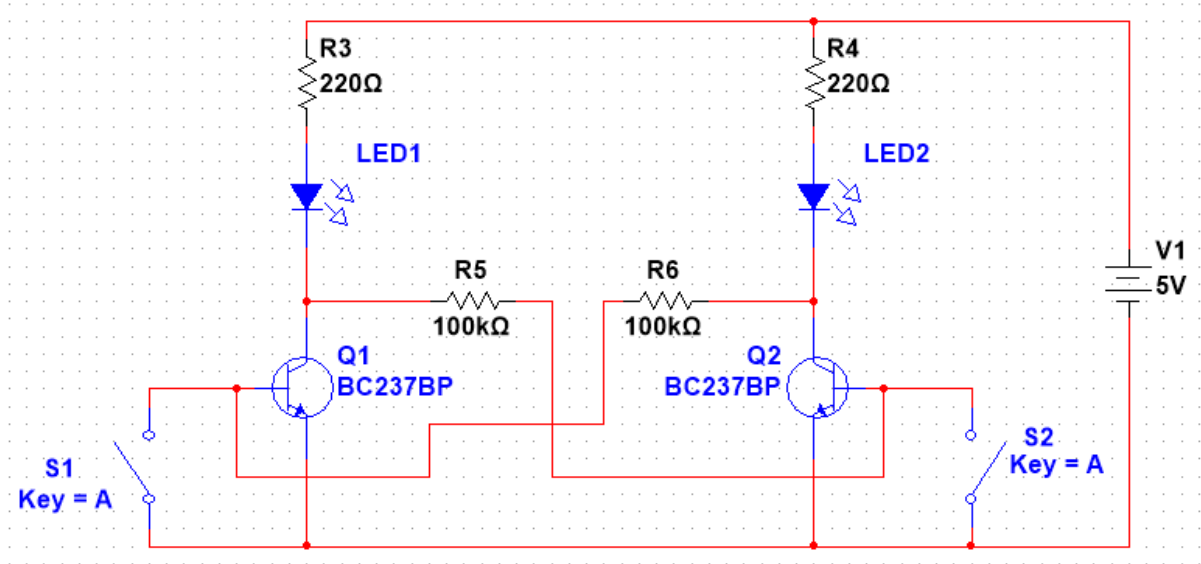 R3
220Ω
R4
220Ω
LED1
LED2
V1
5V
R5
100kΩ
R6
100kΩ
Q1
BC237BP
Q2
BC237BP
S1
Key = A
S2
Key = A